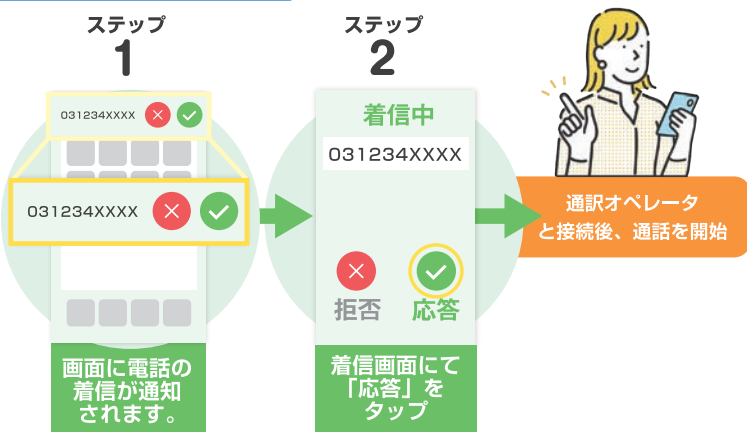 ステップ
1
031234XXXX
031234XXXX
画面に電話の
着信が通知
されます。
ステップ
2
着信中
031234XXXX
拒否
応答
着信画面にて
「応答」を
タップ
通訳オペレータ
と接続後、通話を開始